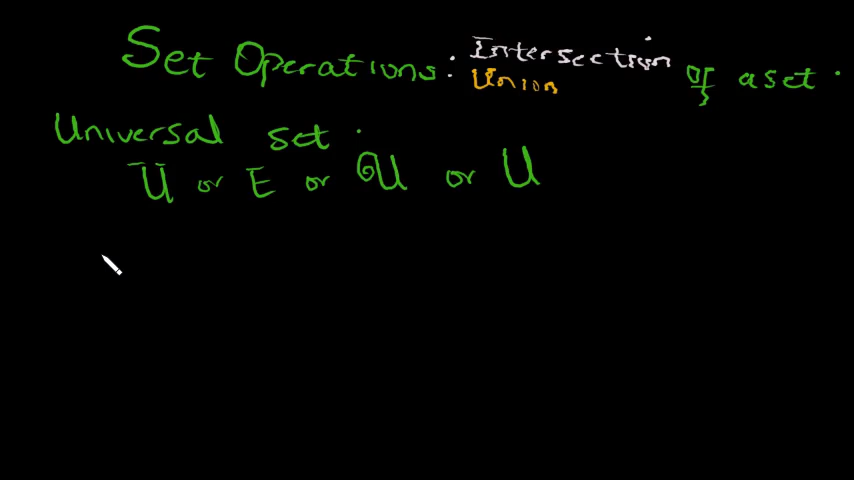 Set Operations: Intersection
Union
of a set.
Universal set.
U or E or U or U